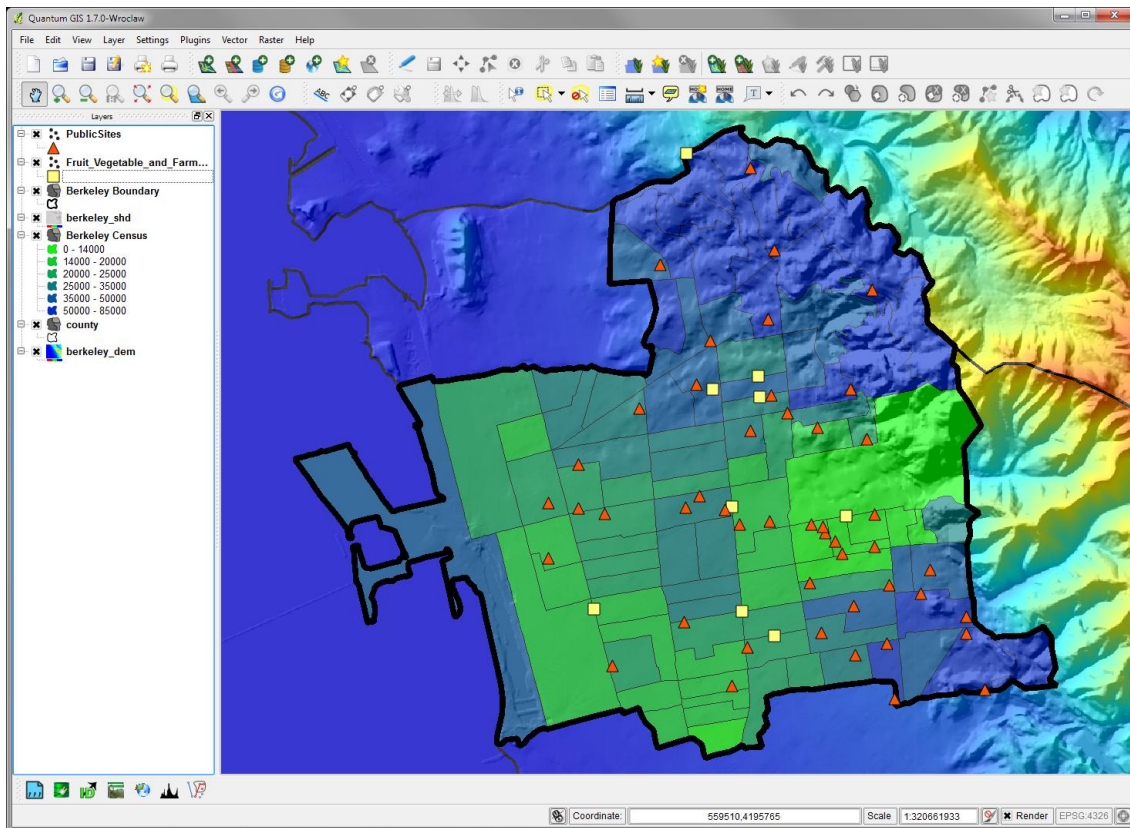 Quantum GIS 1.7.0-Wroclaw
File Edit View Layer Settings Plugins Vector Raster Help
ABC
T
Layers
PublicSites
Fruit_Vegetable_and_Farm...
Berkeley Boundary
berkeley_shd
Berkeley Census
0 - 14000
14000 - 20000
20000 - 25000
25000 - 35000
35000 - 50000
50000 - 85000
county
berkeley_dem
Coordinate: 559510,4195765 Scale 1:320661933 Render EPSG:4326